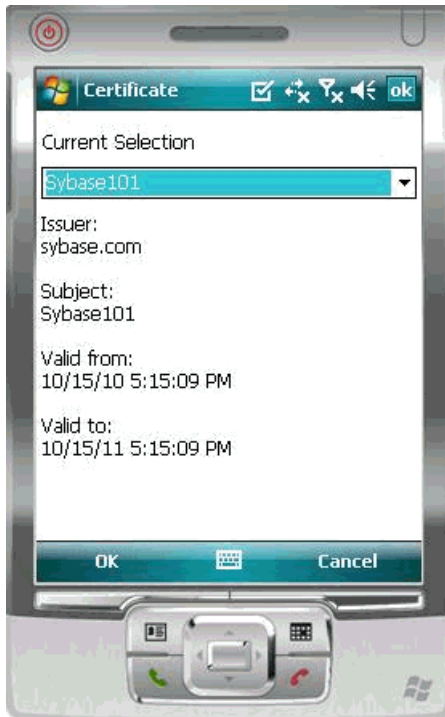 Certificate
ok
Current Selection
Sybase101
Issuer:
sybase.com
Subject:
Sybase101
Valid from:
10/15/10 5:15:09 PM
Valid to:
10/15/11 5:15:09 PM
OK
Cancel